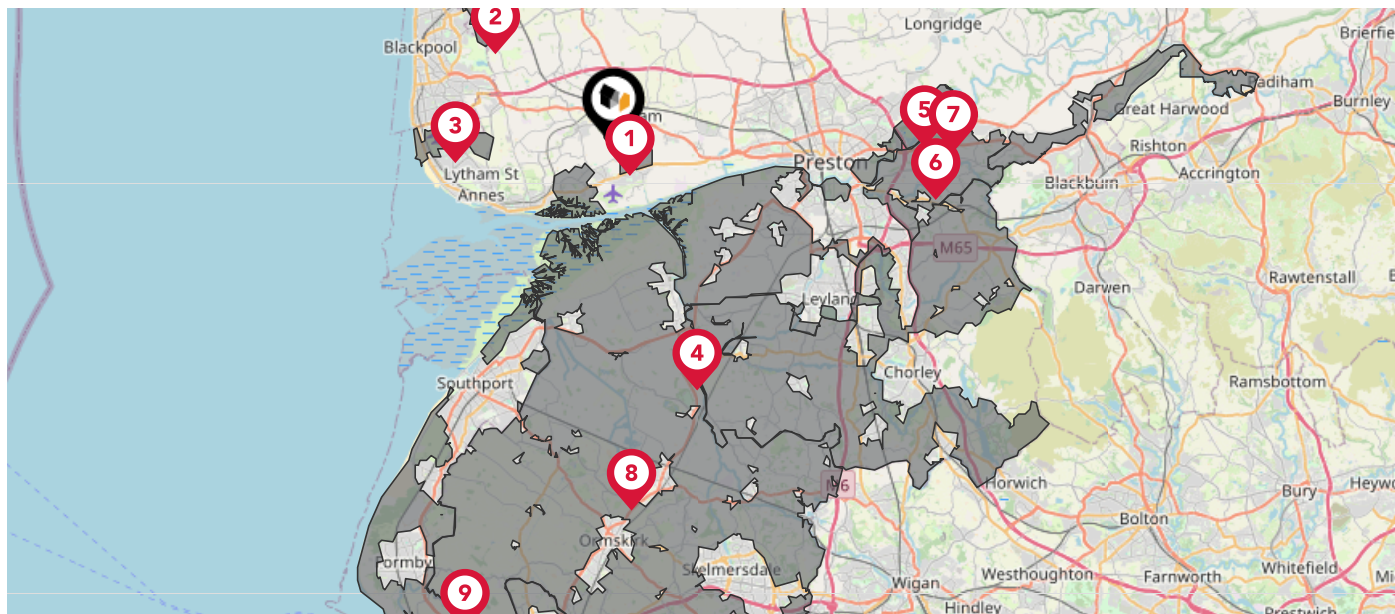 2
Longridge
Brierfie
Blackpool
Padiham
Great Harwood
Burnley
am
5
7
3
1
Rishton
Preston
6
Accrington
Lytham St
Annes
Blackburn
M65
Rawtenstall
Darwen
Leyland
4
Chorley
Southport
Ramsbottom
8
M6
Horwich
Bury
Heywo
Bolton
Ormskirk
Formby
Skelmersdale
Wigan
Westhoughton
Farnworth
Whitefield
Mi
9
Hindley
Prestwich